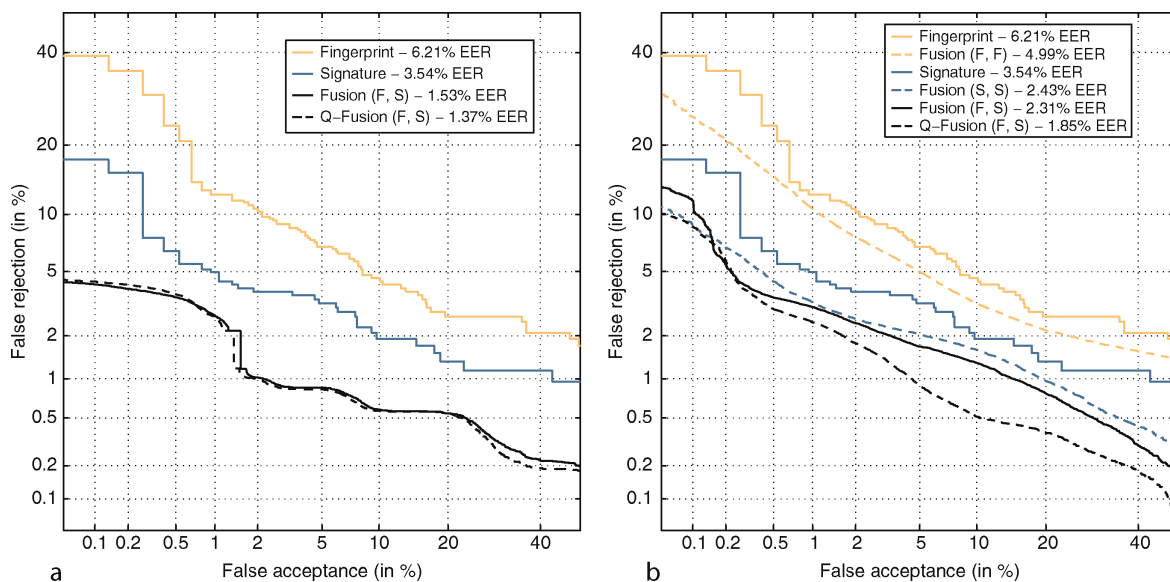 40
20
10
5
2
1
0.5
0.2
0.1
False rejection (in %)
Fingerprint – 6.21% EER
Signature – 3.54% EER
Fusion (F, S) – 1.53% EER
Q–Fusion (F, S) – 1.37% EER
0.1 0.2 0.5 1 2 5 10 20 40
a False acceptance (in %)
40
20
10
5
2
1
0.5
0.2
0.1
False rejection (in %)
Fingerprint – 6.21% EER
Fusion (F, F) – 4.99% EER
Signature – 3.54% EER
Fusion (S, S) – 2.43% EER
Fusion (F, S) – 2.31% EER
Q–Fusion (F, S) – 1.85% EER
0.1 0.2 0.5 1 2 5 10 20 40
b False acceptance (in %)